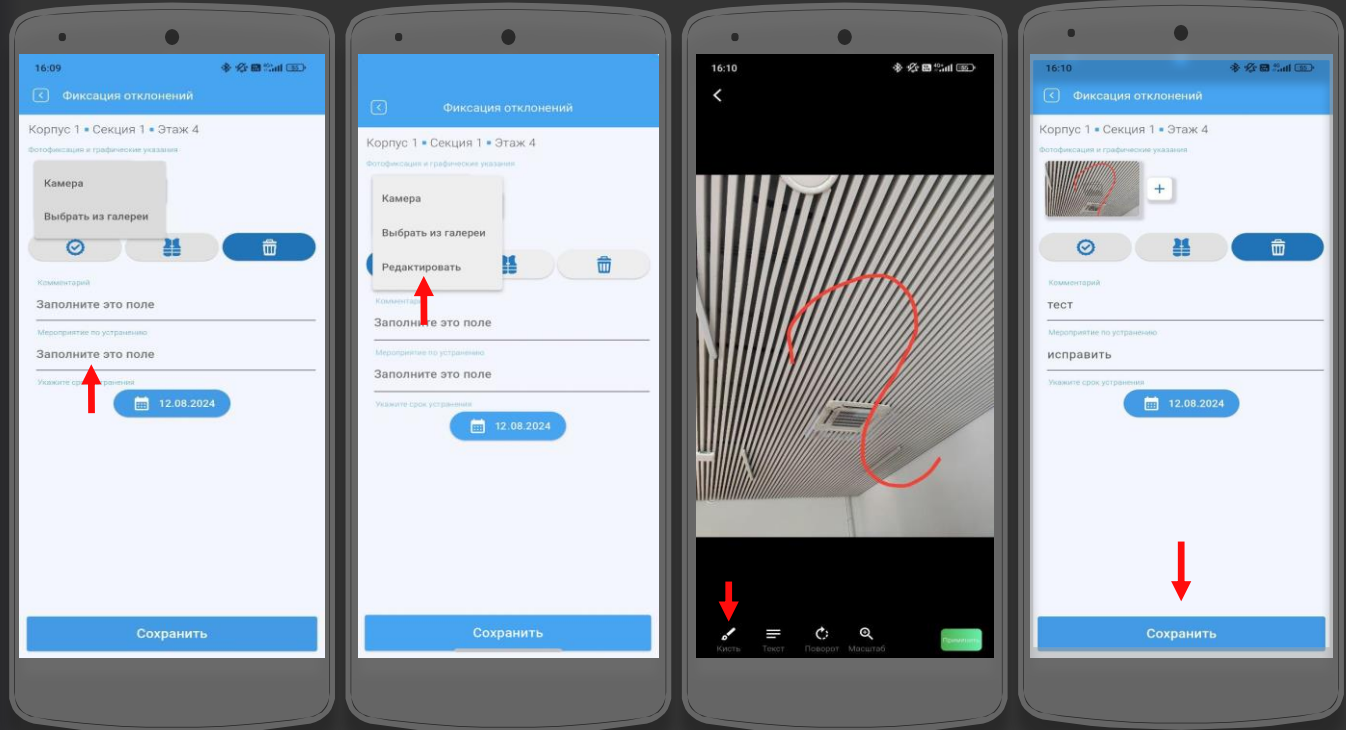 16:09
Фиксация отклонений
Корпус 1 • Секция 1 • Этаж 4
Фотофиксация и графические указания
Камера
Выбрать из галереи
Комментарий
Заполните это поле
Мероприятие по устранению
Заполните это поле
Укажите срок устранения
12.08.2024
Сохранить
Фиксация отклонений
Корпус 1 • Секция 1 • Этаж 4
Фотофиксация и графические указания
Камера
Выбрать из галереи
Редактировать
Комментарий
Заполните это поле
Мероприятие по устранению
Заполните это поле
Укажите срок устранения
12.08.2024
Сохранить
16:10
Кисть Текст Поворот Масштаб Применить
16:10
Фиксация отклонений
Корпус 1 • Секция 1 • Этаж 4
Фотофиксация и графические указания
Комментарий
тест
Мероприятие по устранению
исправить
Укажите срок устранения
12.08.2024
Сохранить